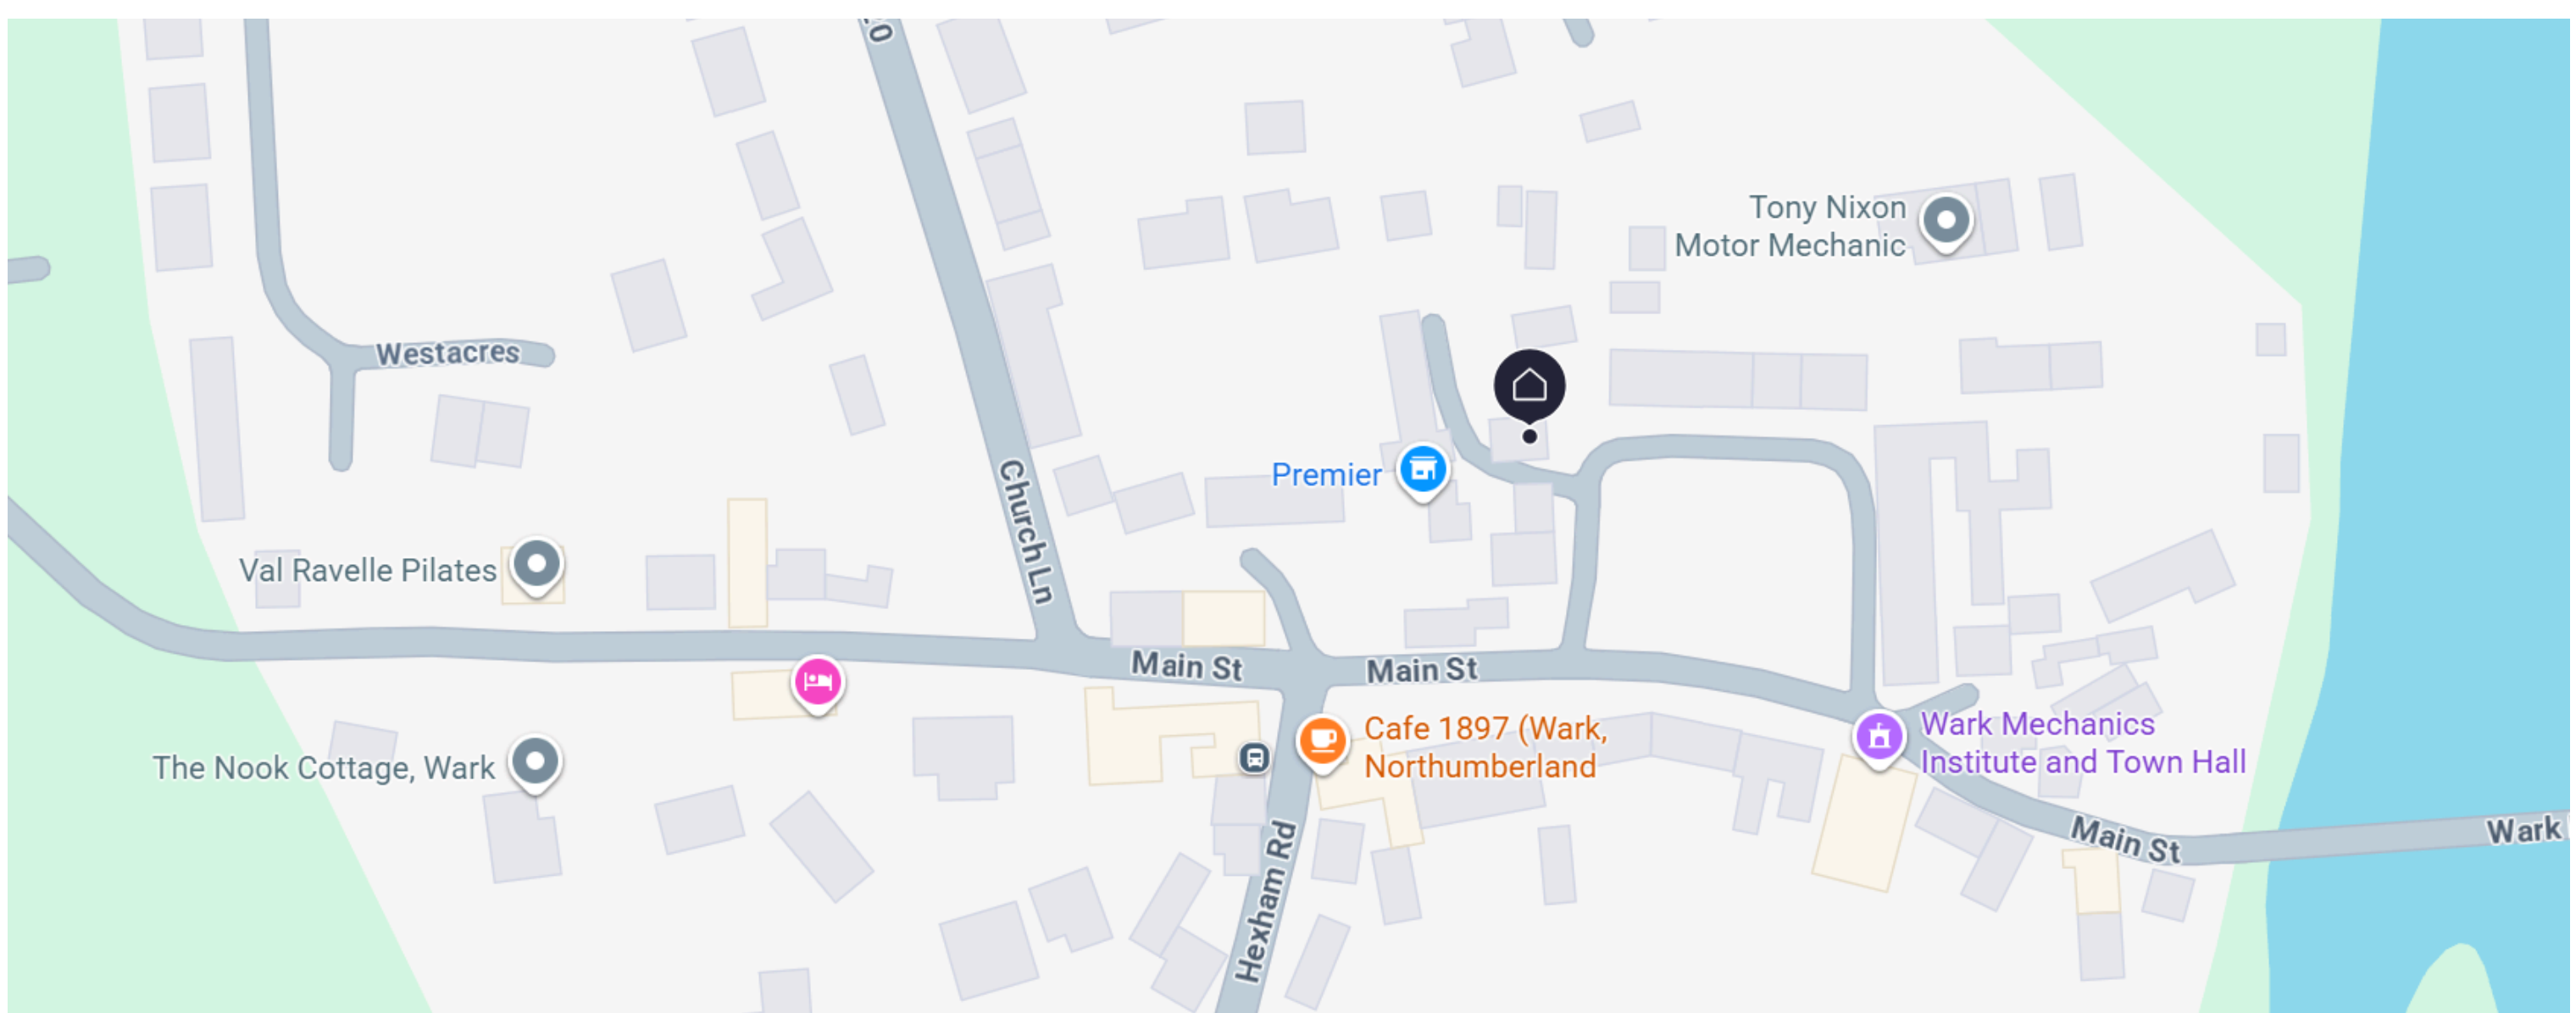 0
Tony Nixon
Motor Mechanic
Westacres
Premier
Church Ln
Val Ravelle Pilates
Main St
Main St
Cafe 1897 (Wark,
Northumberland
Wark Mechanics
Institute and Town Hall
The Nook Cottage, Wark
Main St
Wark
Hexham Rd